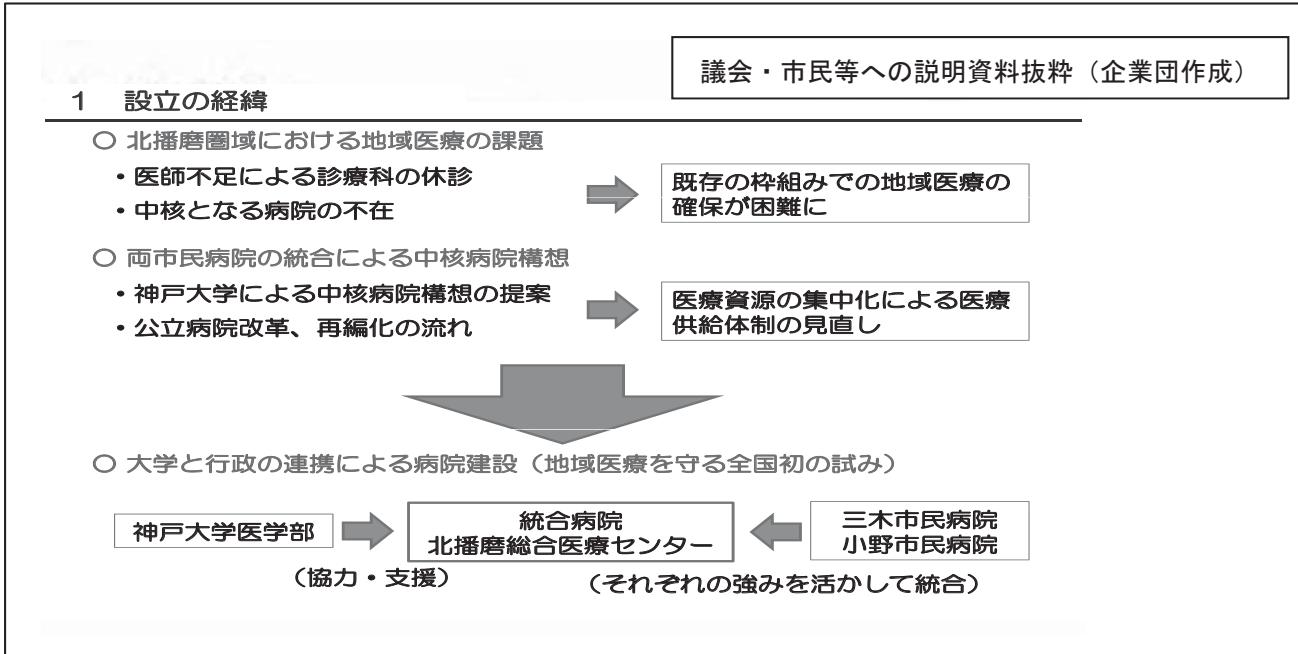 議会・市民等への説明資料抜粋（企業団作成）
1 設立の経緯
○ 北播磨圏域における地域医療の課題
・医師不足による診療科の休診
・中核となる病院の不在
既存の枠組みでの地域医療の
確保が困難に
○ 両市民病院の統合による中核病院構想
・神戸大学による中核病院構想の提案
・公立病院改革、再編化の流れ
医療資源の集中化による医療
供給体制の見直し
○ 大学と行政の連携による病院建設（地域医療を守る全国初の試み）
神戸大学医学部
統合病院
北播磨総合医療センター
三木市民病院
小野市民病院
（協力・支援）
（それぞれの強みを活かして統合）